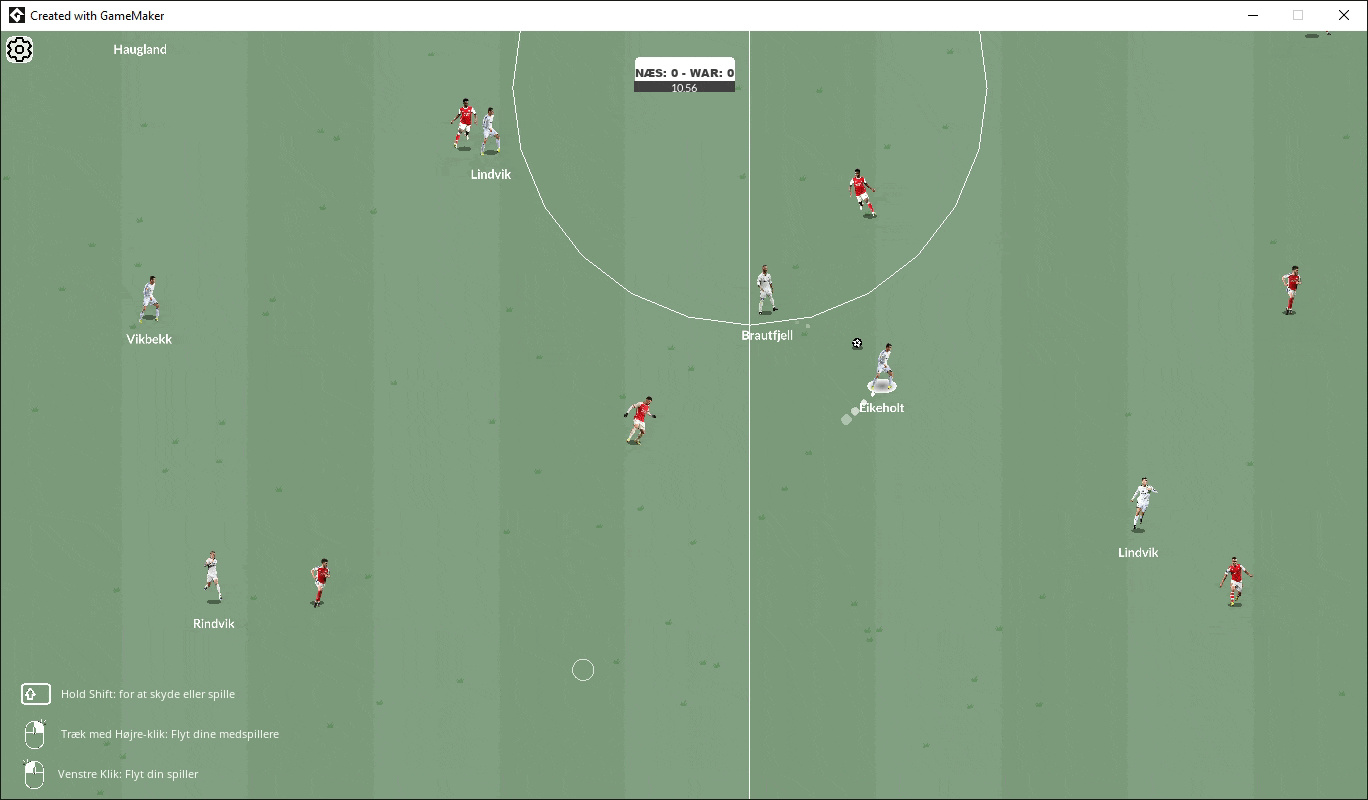 Created with GameMaker
Haugland
NÆS: 0 - WAR: 0
10:56
Lindvik
Vikbekk
Brautfjell
Eikeholt
Lindvik
Rindvik
Hold Shift: for at skyde eller spille
Træk med Højre-klik: Flyt dine medspillere
Venstre Klik: Flyt din spiller